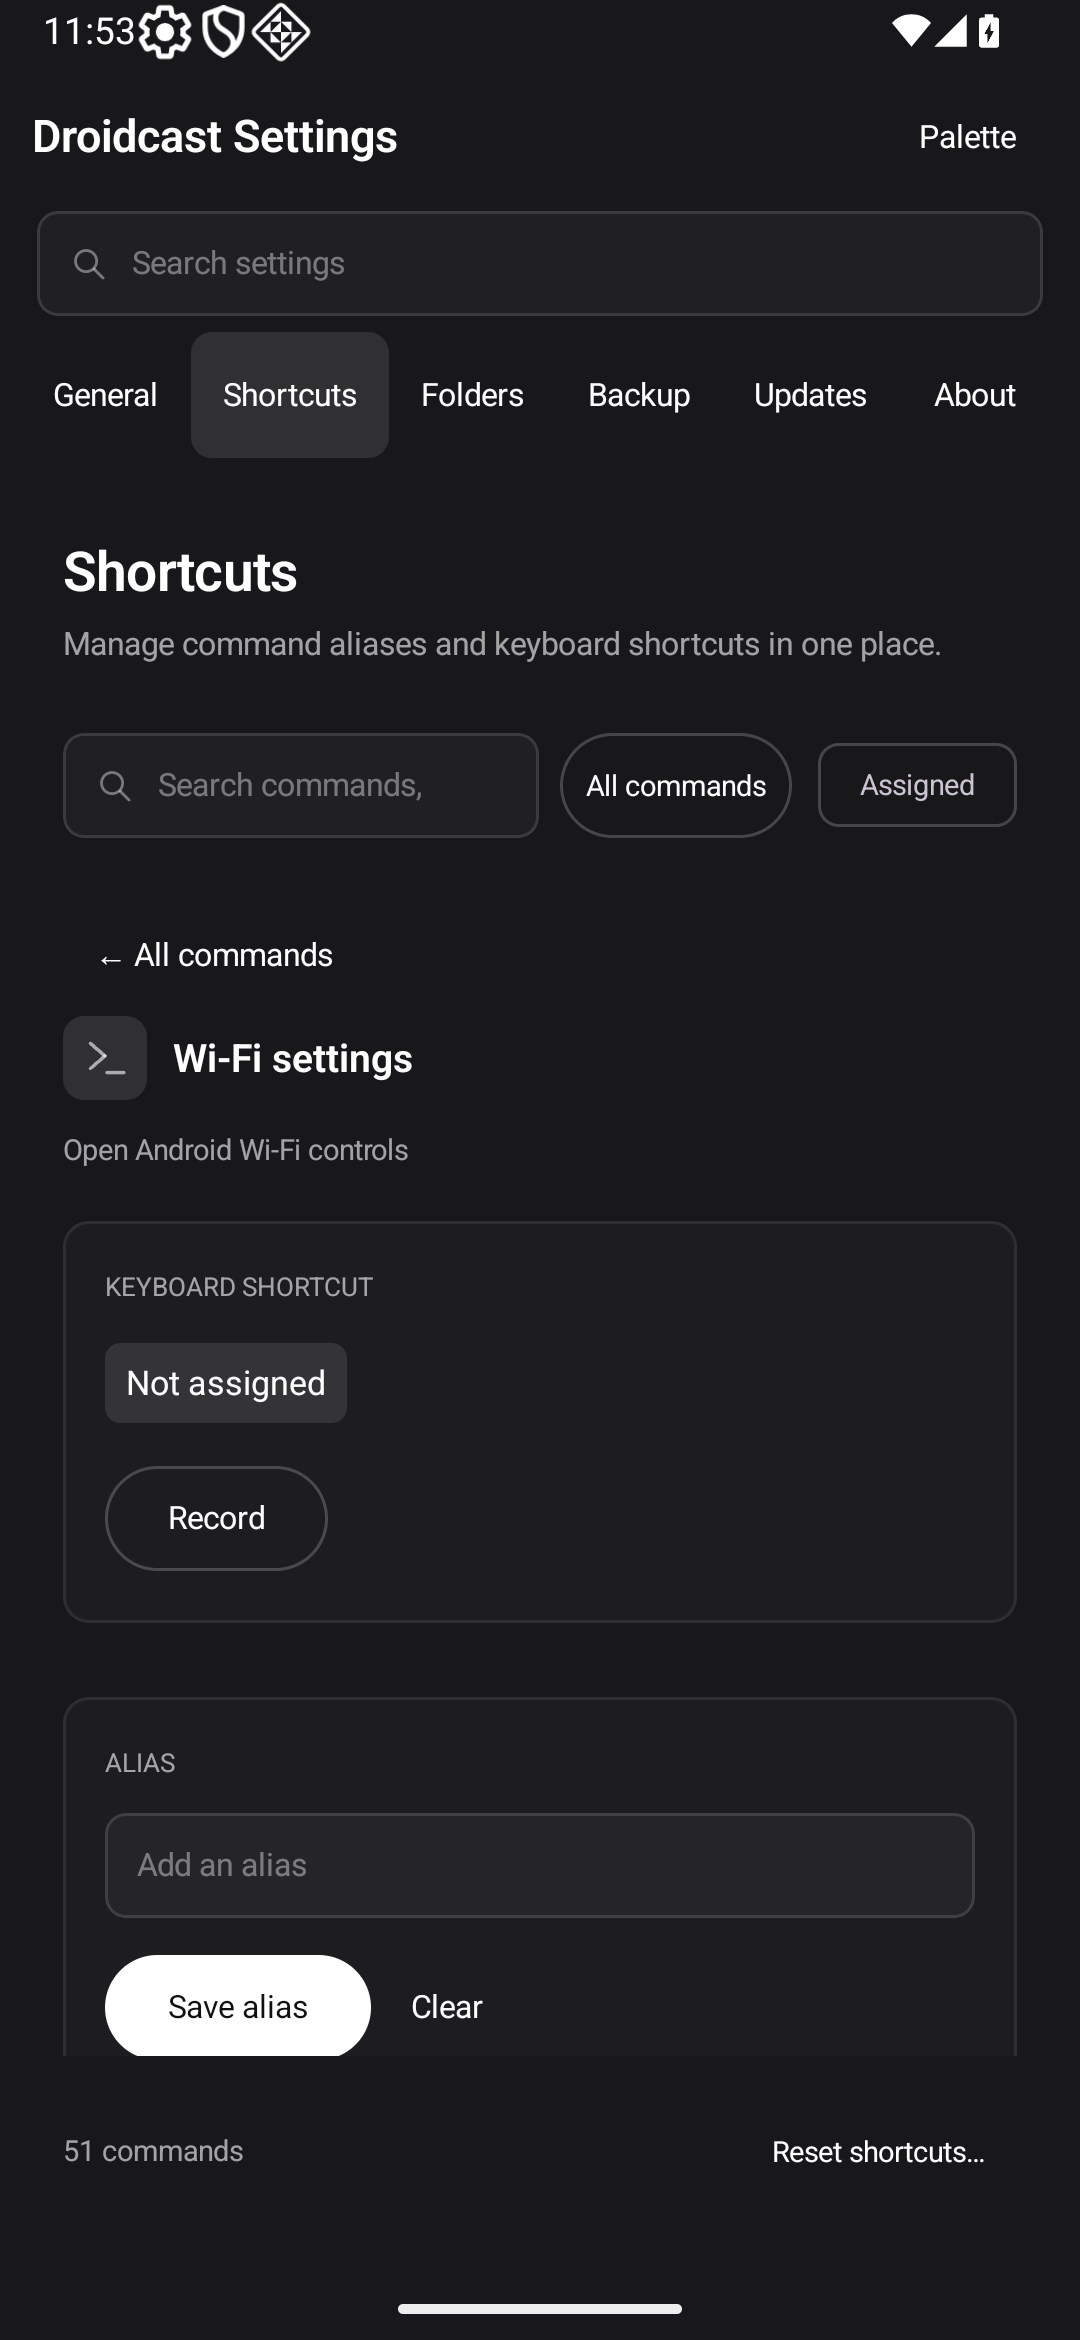 11:53
Droidcast Settings
Palette
Search settings
General Shortcuts Folders Backup Updates About
Shortcuts
Manage command aliases and keyboard shortcuts in one place.
Search commands,
All commands
Assigned
← All commands
Wi-Fi settings
Open Android Wi-Fi controls
KEYBOARD SHORTCUT
Not assigned
Record
ALIAS
Add an alias
Save alias
Clear
51 commands
Reset shortcuts...